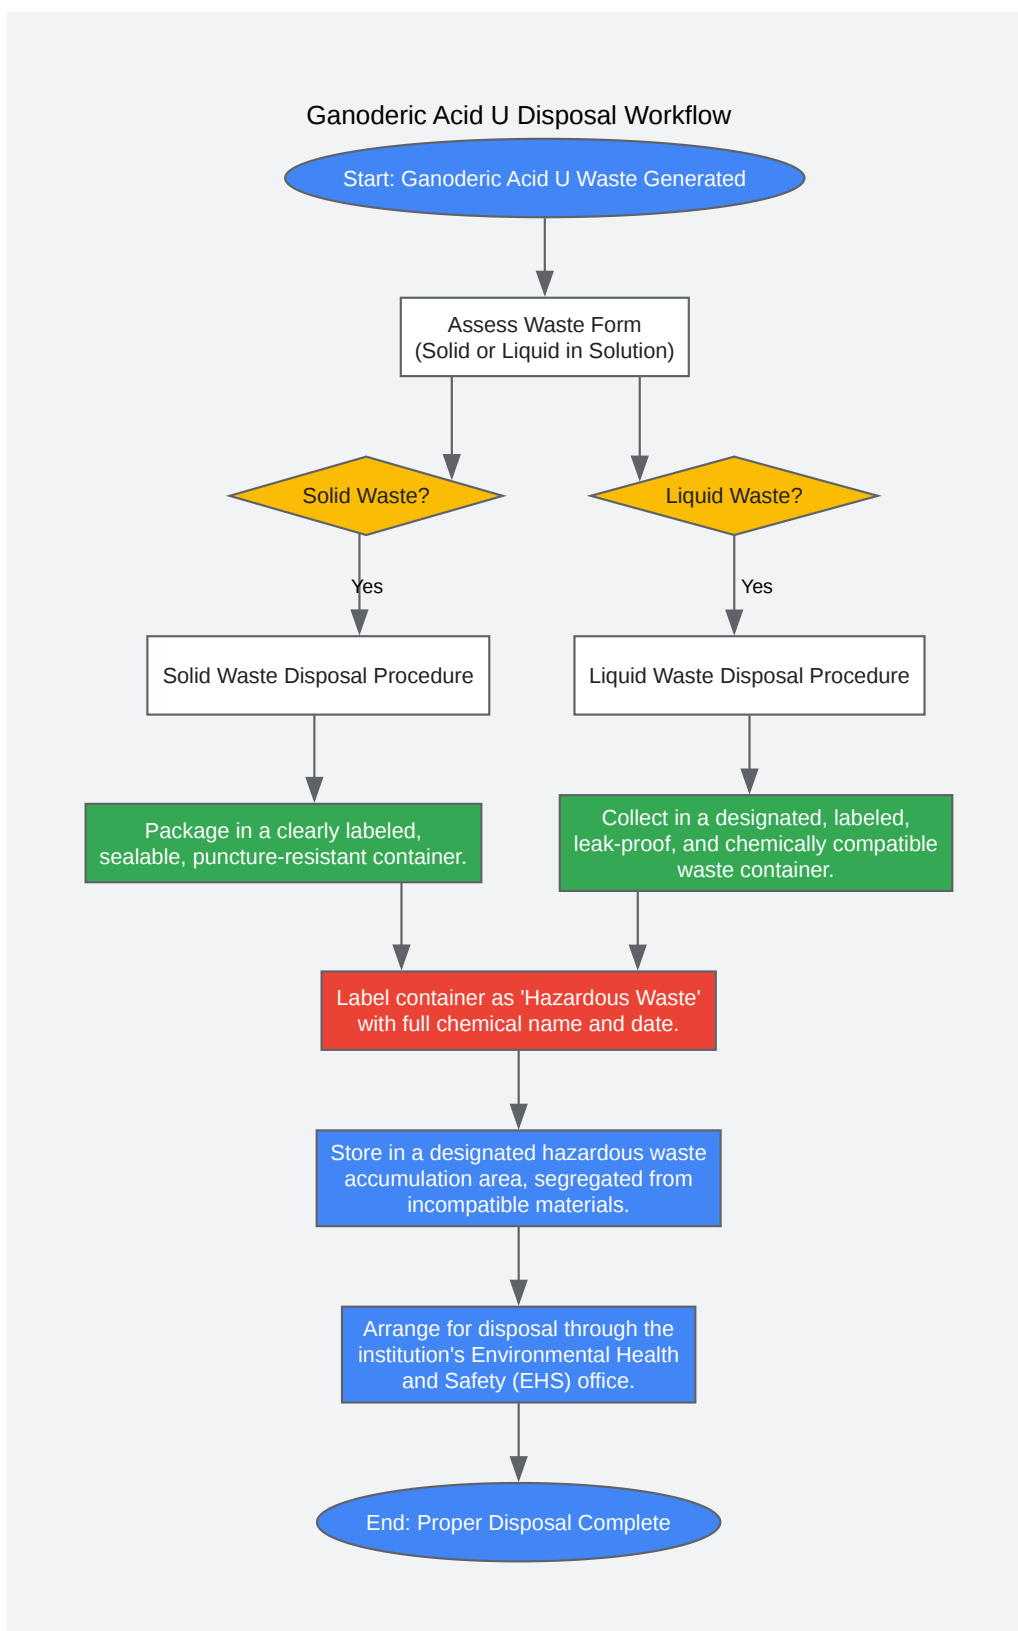 Ganoderic Acid U Disposal Workflow
Start: Ganoderic Acid U Waste Generated
Assess Waste Form
(Solid or Liquid in Solution)
Solid Waste?
Liquid Waste?
Yes
Yes
Solid Waste Disposal Procedure
Liquid Waste Disposal Procedure
Package in a clearly labeled,
sealable, puncture-resistant container.
Collect in a designated, labeled,
leak-proof, and chemically compatible
waste container.
Label container as 'Hazardous Waste'
with full chemical name and date.
Store in a designated hazardous waste
accumulation area, segregated from
incompatible materials.
Arrange for disposal through the
institution's Environmental Health
and Safety (EHS) office.
End: Proper Disposal Complete